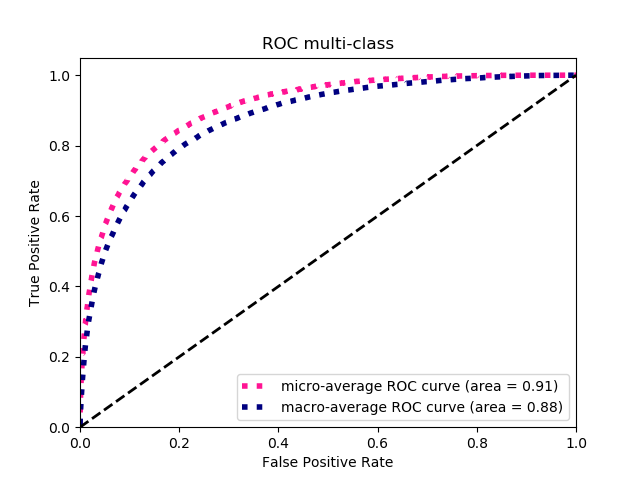 ROC multi-class
True Positive Rate
1.0
0.8
0.6
0.4
0.2
0.0
micro-average ROC curve (area = 0.91)
macro-average ROC curve (area = 0.88)
0.0 0.2 0.4 0.6 0.8 1.0
False Positive Rate